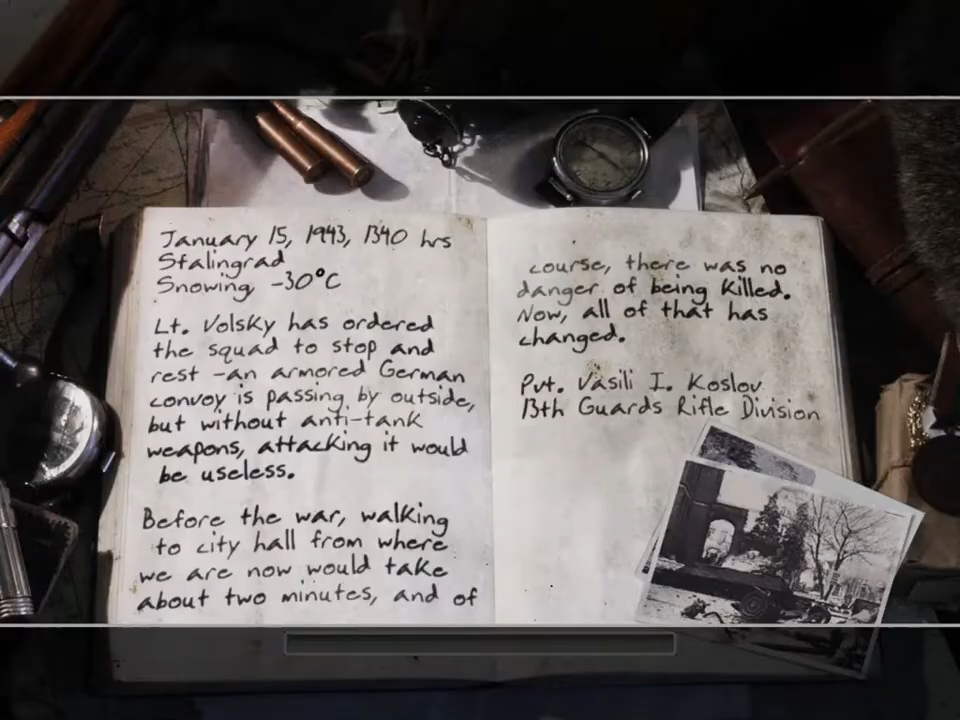 January 15, 1943, 1340 hrs
Stalingrad
Snowing, -30°C
Lt. Volsky has ordered
the squad to stop and
rest -an armored German
convoy is passing by outside,
but without anti-tank
weapons, attacking it would
be useless.
Before the war, walking
to city hall from where
we are now would take
about two minutes, and of
course, there was no
danger of being killed.
Now, all of that has
changed.
Pvt. Vasili I. Koslov
13th Guards Rifle Division